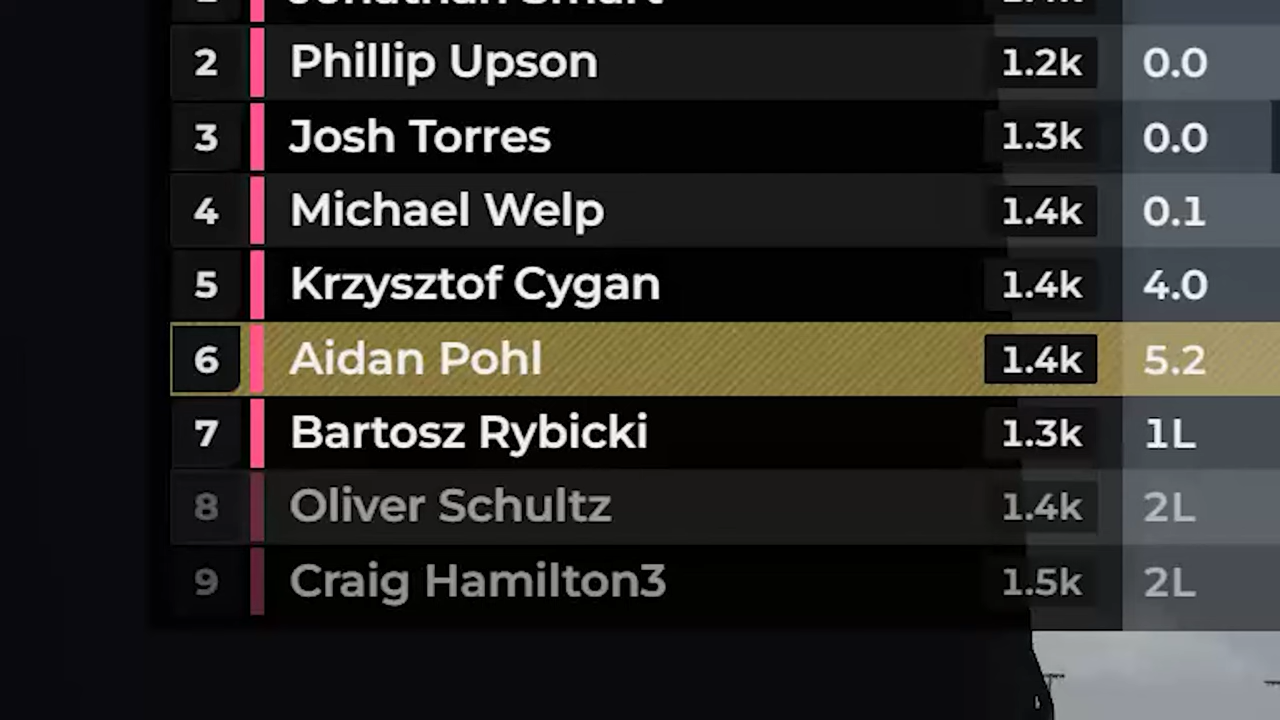 2 Phillip Upson 1.2k 0.0
3 Josh Torres 1.3k 0.0
4 Michael Welp 1.4k 0.1
5 Krzysztof Cygan 1.4k 4.0
6 Aidan Pohl 1.4k 5.2
7 Bartosz Rybicki 1.3k 1L
8 Oliver Schultz 1.4k 2L
9 Craig Hamilton3 1.5k 2L